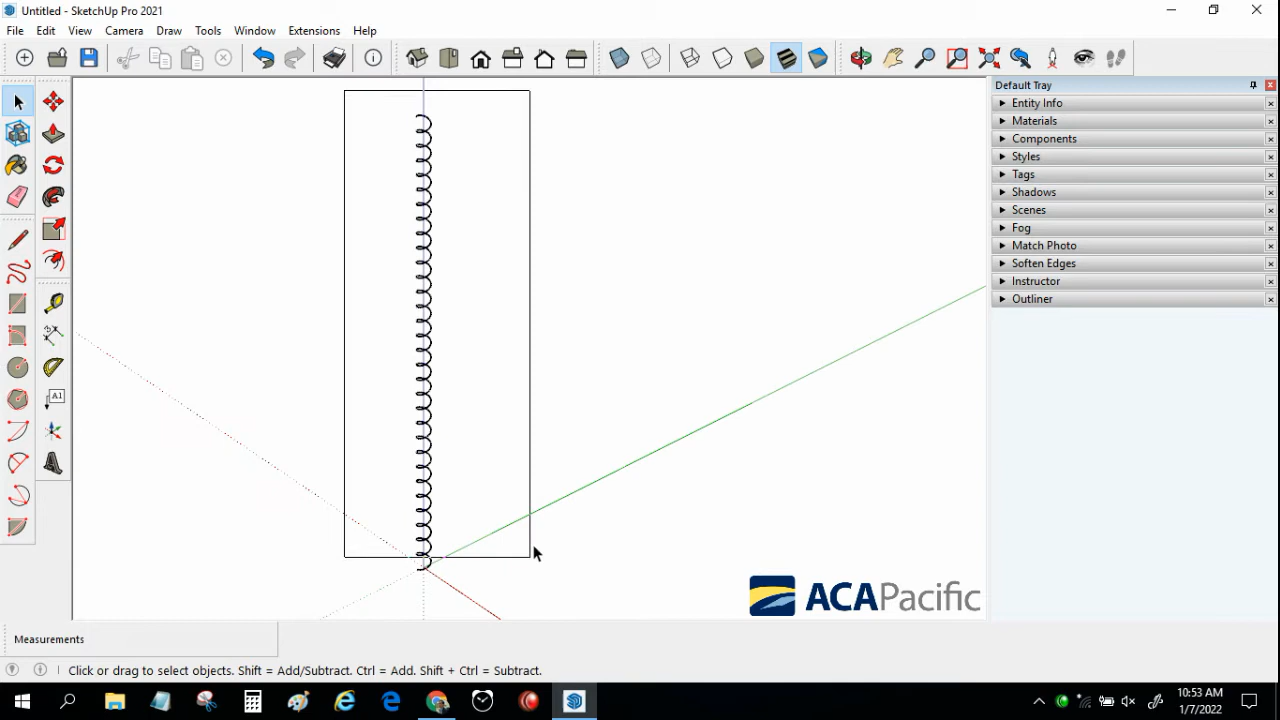 Untitled - SketchUp Pro 2021
File Edit View Camera Draw Tools Window Extensions Help
Default Tray
Entity Info
Materials
Components
Styles
Tags
Shadows
Scenes
Fog
Match Photo
Soften Edges
Instructor
Outliner
A1
ACAPacific
Measurements
Click or drag to select objects. Shift = Add/Subtract. Ctrl = Add. Shift + Ctrl = Subtract.
10:53 AM
1/7/2022